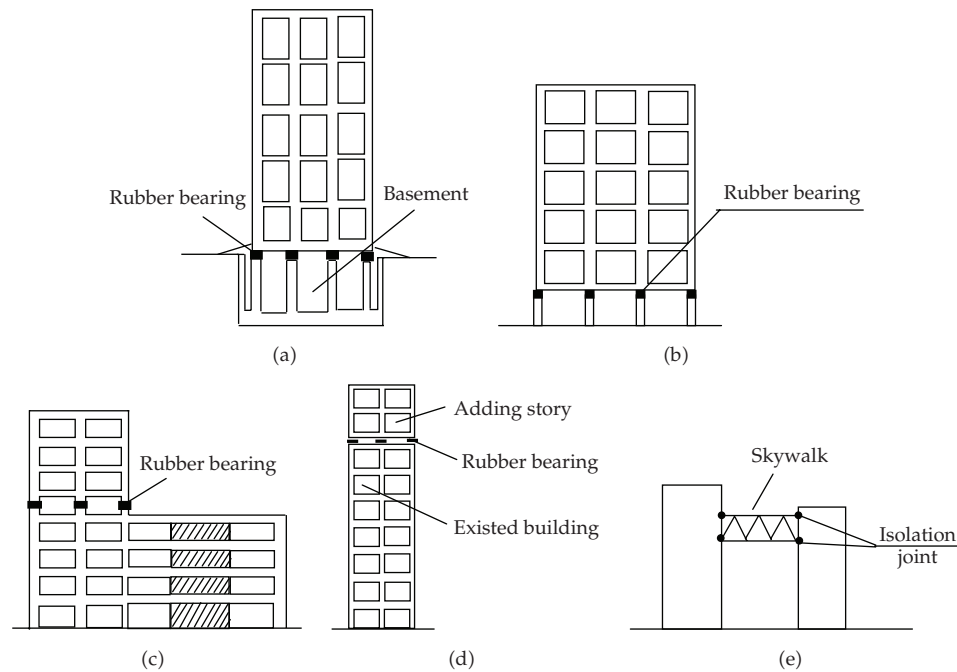 Rubber bearing
Basement
Rubber bearing
(a)
(b)
Adding story
Rubber bearing
Rubber bearing
Existed building
Skywalk
Isolation
joint
(c)
(d)
(e)